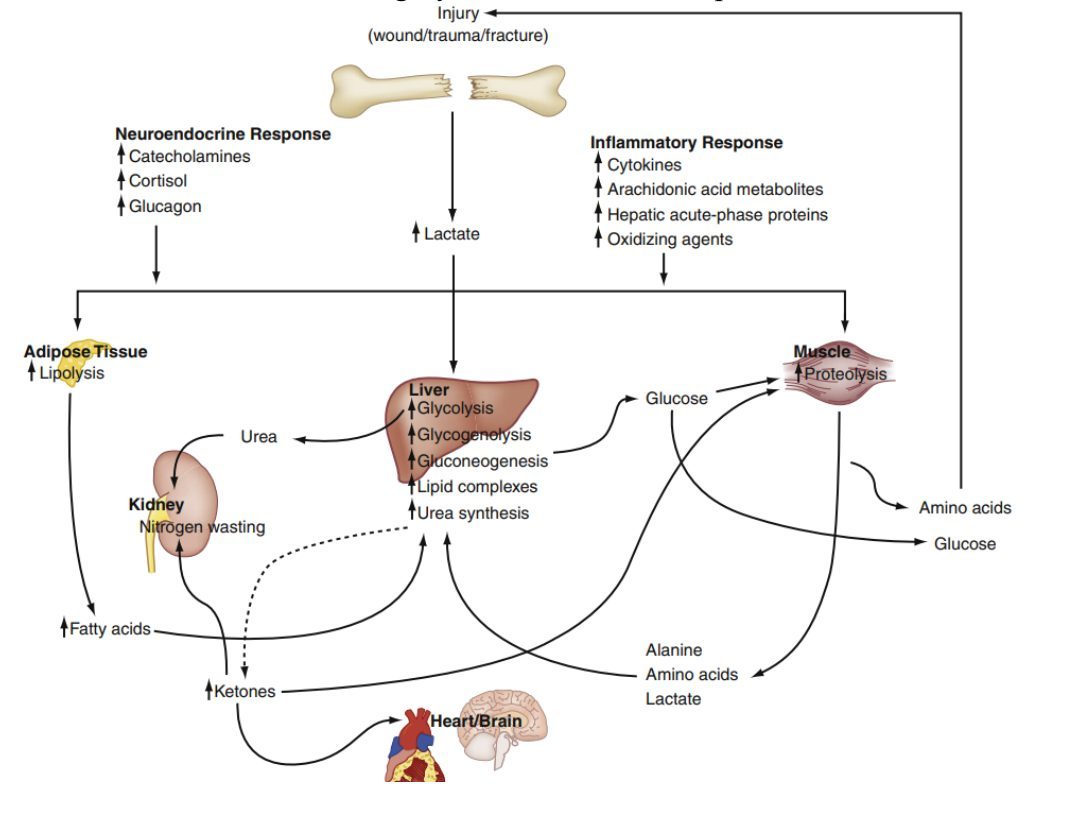 Injury
(wound/trauma/fracture)
Neuroendocrine Response
Catecholamines
Cortisol
Glucagon
Inflammatory Response
Cytokines
Arachidonic acid metabolites
Hepatic acute-phase proteins
Oxidizing agents
Lactate
Adipose Tissue
Lipolysis
Liver
Glycolysis
Glycogenolysis
Gluconeogenesis
Lipid complexes
Urea synthesis
Glucose
Muscle
Proteolysis
Urea
Kidney
Nitrogen wasting
Amino acids
Glucose
Fatty acids
Ketones
Alanine
Amino acids
Lactate
Heart/Brain